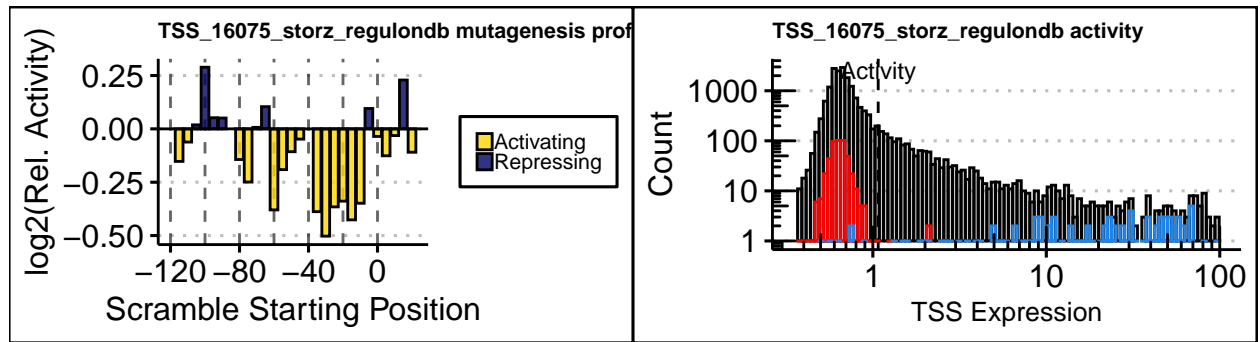 TSS_16075_storz_regulondb mutagenesis prof
log2(Rel. Activity)
0.25
0.00
−0.25
−0.50
−120 −80 −40 0
Scramble Starting Position
Activating
Repressing
TSS_16075_storz_regulondb activity
Activity
Count
1000
100
10
1
1 10 100
TSS Expression